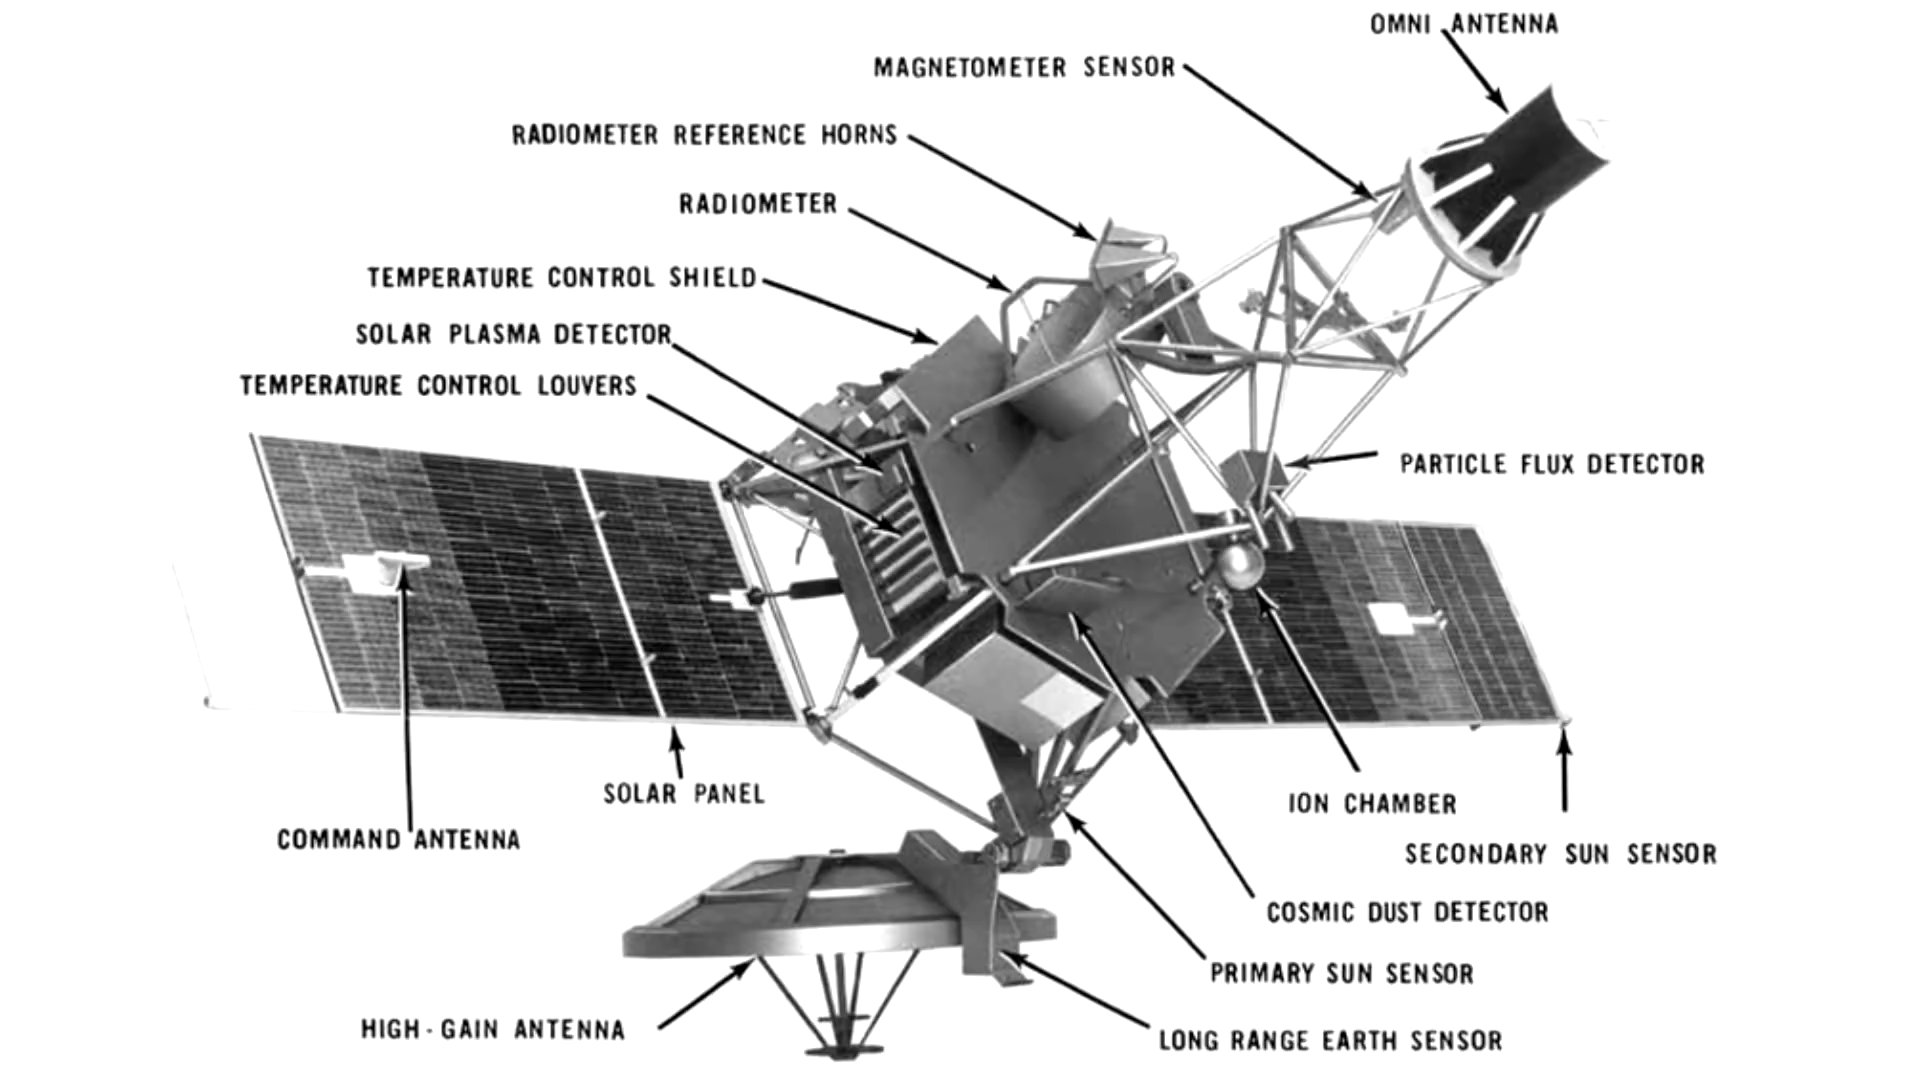 OMNI ANTENNA
MAGNETOMETER SENSOR
RADIOMETER REFERENCE HORNS
RADIOMETER
TEMPERATURE CONTROL SHIELD
SOLAR PLASMA DETECTOR
TEMPERATURE CONTROL LOUVERS
PARTICLE FLUX DETECTOR
SOLAR PANEL
ION CHAMBER
COMMAND ANTENNA
SECONDARY SUN SENSOR
COSMIC DUST DETECTOR
PRIMARY SUN SENSOR
HIGH-GAIN ANTENNA
LONG RANGE EARTH SENSOR